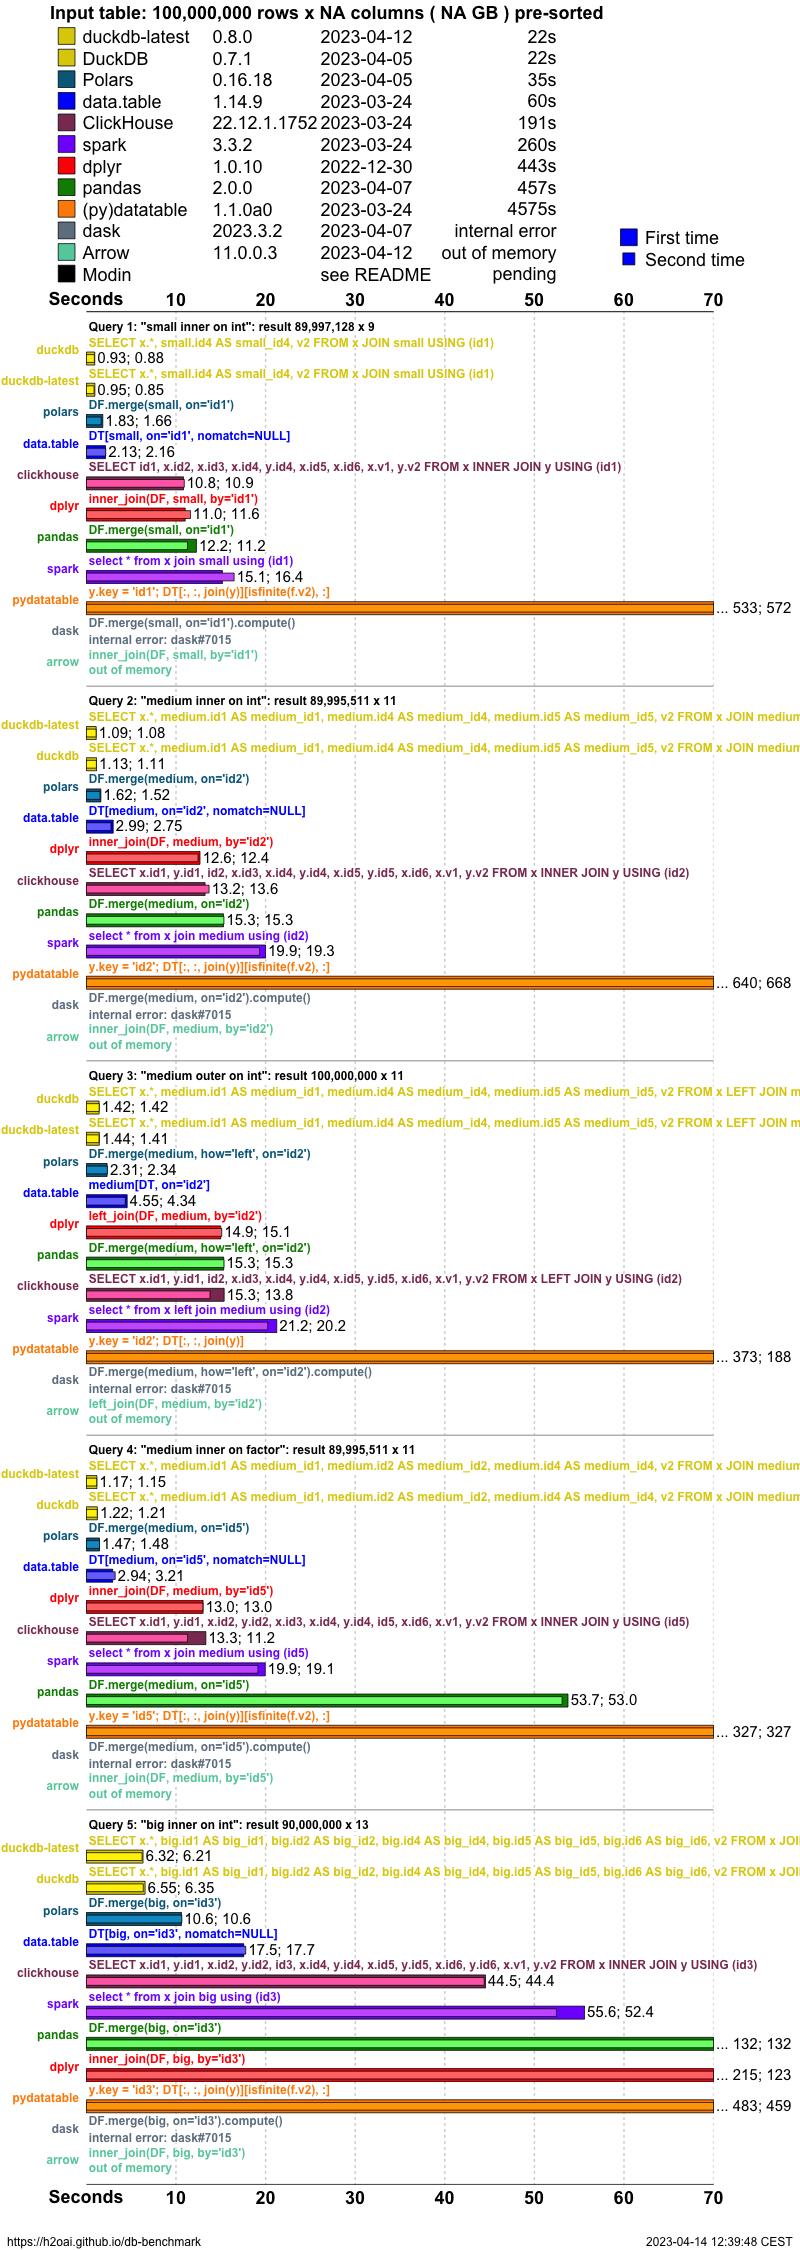 Input table: 100,000,000 rows x NA columns ( NA GB ) pre-sorted
duckdb-latest 0.8.0 2023-04-12 22s
DuckDB 0.7.1 2023-04-05 22s
Polars 0.16.18 2023-04-05 35s
data.table 1.14.9 2023-03-24 60s
ClickHouse 22.12.1.1752 2023-03-24 191s
spark 3.3.2 2023-03-24 260s
dplyr 1.0.10 2022-12-30 443s
pandas 2.0.0 2023-04-07 457s
(py)datatable 1.1.0a0 2023-03-24 4575s
dask 2023.3.2 2023-04-07 internal error
Arrow 11.0.0.3 2023-04-12 out of memory
Modin see README pending
First time
Second time
Seconds 10 20 30 40 50 60 70
Query 1: "small inner on int": result 89,997,128 x 9
SELECT x.*, small.id4 AS small_id4, v2 FROM x JOIN small USING (id1)
duckdb 0.93; 0.88
SELECT x.*, small.id4 AS small_id4, v2 FROM x JOIN small USING (id1)
duckdb-latest 0.95; 0.85
DF.merge(small, on='id1')
polars 1.83; 1.66
DT[small, on='id1', nomatch=NULL]
data.table 2.13; 2.16
SELECT id1, x.id2, x.id3, x.id4, y.id4, x.id5, x.id6, x.v1, y.v2 FROM x INNER JOIN y USING (id1)
clickhouse 10.8; 10.9
inner_join(DF, small, by='id1')
dplyr 11.0; 11.6
DF.merge(small, on='id1')
pandas 12.2; 11.2
select * from x join small using (id1)
spark 15.1; 16.4
y.key = 'id1'; DT[:, :, join(y)][isfinite(f.v2), :]
pydatatable ... 533; 572
DF.merge(small, on='id1').compute()
dask internal error: dask#7015
inner_join(DF, small, by='id1')
arrow out of memory
Query 2: "medium inner on int": result 89,995,511 x 11
SELECT x.*, medium.id1 AS medium_id1, medium.id4 AS medium_id4, medium.id5 AS medium_id5, v2 FROM x JOIN medium
duckdb-latest 1.09; 1.08
SELECT x.*, medium.id1 AS medium_id1, medium.id4 AS medium_id4, medium.id5 AS medium_id5, v2 FROM x JOIN medium
duckdb 1.13; 1.11
DF.merge(medium, on='id2')
polars 1.62; 1.52
DT[medium, on='id2', nomatch=NULL]
data.table 2.99; 2.75
inner_join(DF, medium, by='id2')
dplyr 12.6; 12.4
SELECT x.id1, y.id1, id2, x.id3, x.id4, y.id4, x.id5, y.id5, x.id6, x.v1, y.v2 FROM x INNER JOIN y USING (id2)
clickhouse 13.2; 13.6
DF.merge(medium, on='id2')
pandas 15.3; 15.3
select * from x join medium using (id2)
spark 19.9; 19.3
y.key = 'id2'; DT[:, :, join(y)][isfinite(f.v2), :]
pydatatable ... 640; 668
DF.merge(medium, on='id2').compute()
dask internal error: dask#7015
inner_join(DF, medium, by='id2')
arrow out of memory
Query 3: "medium outer on int": result 100,000,000 x 11
SELECT x.*, medium.id1 AS medium_id1, medium.id4 AS medium_id4, medium.id5 AS medium_id5, v2 FROM x LEFT JOIN m
duckdb 1.42; 1.42
SELECT x.*, medium.id1 AS medium_id1, medium.id4 AS medium_id4, medium.id5 AS medium_id5, v2 FROM x LEFT JOIN m
duckdb-latest 1.44; 1.41
DF.merge(medium, how='left', on='id2')
polars 2.31; 2.34
medium[DT, on='id2']
data.table 4.55; 4.34
left_join(DF, medium, by='id2')
dplyr 14.9; 15.1
DF.merge(medium, how='left', on='id2')
pandas 15.3; 15.3
SELECT x.id1, y.id1, id2, x.id3, x.id4, y.id4, x.id5, y.id5, x.id6, x.v1, y.v2 FROM x LEFT JOIN y USING (id2)
clickhouse 15.3; 13.8
select * from x left join medium using (id2)
spark 21.2; 20.2
y.key = 'id2'; DT[:, :, join(y)]
pydatatable ... 373; 188
DF.merge(medium, how='left', on='id2').compute()
dask internal error: dask#7015
left_join(DF, medium, by='id2')
arrow out of memory
Query 4: "medium inner on factor": result 89,995,511 x 11
SELECT x.*, medium.id1 AS medium_id1, medium.id2 AS medium_id2, medium.id4 AS medium_id4, v2 FROM x JOIN medium
duckdb-latest 1.17; 1.15
SELECT x.*, medium.id1 AS medium_id1, medium.id2 AS medium_id2, medium.id4 AS medium_id4, v2 FROM x JOIN medium
duckdb 1.22; 1.21
DF.merge(medium, on='id5')
polars 1.47; 1.48
DT[medium, on='id5', nomatch=NULL]
data.table 2.94; 3.21
inner_join(DF, medium, by='id5')
dplyr 13.0; 13.0
SELECT x.id1, y.id1, x.id2, y.id2, x.id3, x.id4, y.id4, id5, x.id6, x.v1, y.v2 FROM x INNER JOIN y USING (id5)
clickhouse 13.3; 11.2
select * from x join medium using (id5)
spark 19.9; 19.1
DF.merge(medium, on='id5')
pandas 53.7; 53.0
y.key = 'id5'; DT[:, :, join(y)][isfinite(f.v2), :]
pydatatable ... 327; 327
DF.merge(medium, on='id5').compute()
dask internal error: dask#7015
inner_join(DF, medium, by='id5')
arrow out of memory
Query 5: "big inner on int": result 90,000,000 x 13
SELECT x.*, big.id1 AS big_id1, big.id2 AS big_id2, big.id4 AS big_id4, big.id5 AS big_id5, big.id6 AS big_id6, v2 FROM x JOI
duckdb-latest 6.32; 6.21
SELECT x.*, big.id1 AS big_id1, big.id2 AS big_id2, big.id4 AS big_id4, big.id5 AS big_id5, big.id6 AS big_id6, v2 FROM x JOI
duckdb 6.55; 6.35
DF.merge(big, on='id3')
polars 10.6; 10.6
DT[big, on='id3', nomatch=NULL]
data.table 17.5; 17.7
SELECT x.id1, y.id1, x.id2, y.id2, id3, x.id4, y.id4, x.id5, y.id5, x.id6, y.id6, x.v1, y.v2 FROM x INNER JOIN y USING (id3)
clickhouse 44.5; 44.4
select * from x join big using (id3)
spark 55.6; 52.4
DF.merge(big, on='id3')
pandas ... 132; 132
inner_join(DF, big, by='id3')
dplyr ... 215; 123
y.key = 'id3'; DT[:, :, join(y)][isfinite(f.v2), :]
pydatatable ... 483; 459
DF.merge(big, on='id3').compute()
dask internal error: dask#7015
inner_join(DF, big, by='id3')
arrow out of memory
Seconds 10 20 30 40 50 60 70
https://h2oai.github.io/db-benchmark 2023-04-14 12:39:48 CEST